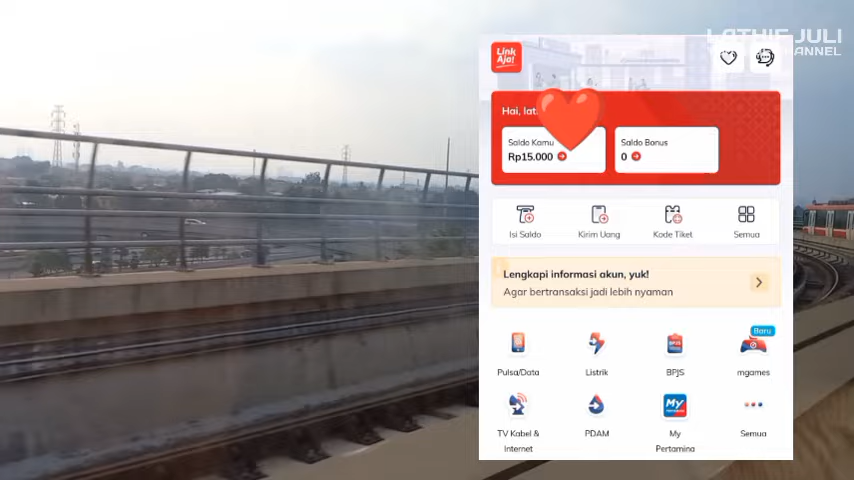 LATHIF JULI
CHANNEL
Link
Aja!
Hai, lat
Saldo Kamu
Rp15.000
Saldo Bonus
0
Isi Saldo
Kirim Uang
Kode Tiket
Semua
Lengkapi informasi akun, yuk!
Agar bertransaksi jadi lebih nyaman
Baru
Pulsa/Data
Listrik
BPJS
mgames
My
TV Kabel &
Internet
PDAM
My
Pertamina
Semua